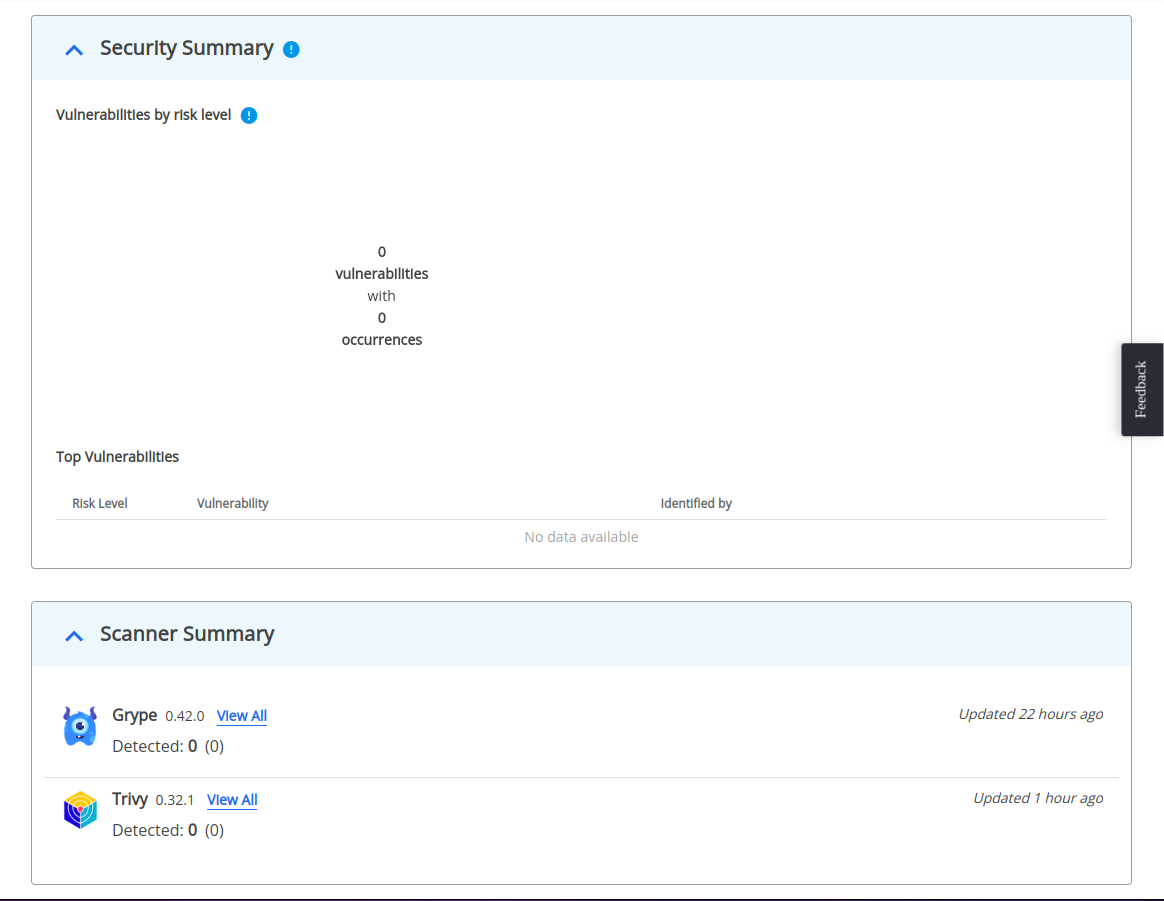 Security Summary
Vulnerabilities by risk level
0
vulnerabilities
with
0
occurrences
Feedback
Top Vulnerabilities
Risk Level Vulnerability Identified by
No data available
Scanner Summary
Grype 0.42.0 View All Updated 22 hours ago
Detected: 0 (0)
Trivy 0.32.1 View All Updated 1 hour ago
Detected: 0 (0)